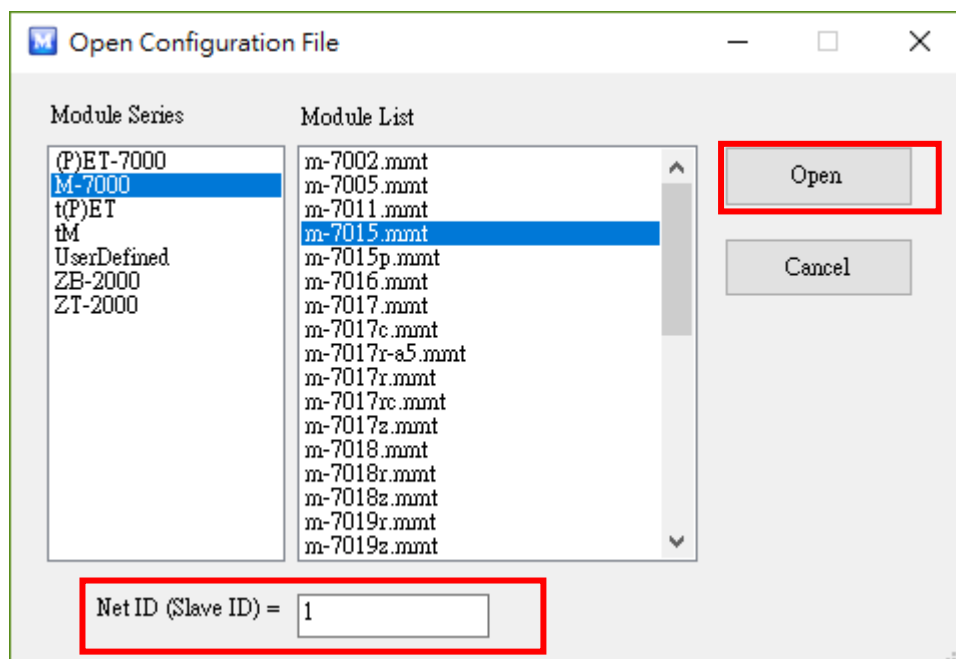 M Open Configuration File
Module Series
(P)ET-7000
M-7000
t(P)ET
tM
UserDefined
ZB-2000
ZT-2000
Module List
m-7002.mmt
m-7005.mmt
m-7011.mmt
m-7015.mmt
m-7015p.mmt
m-7016.mmt
m-7017.mmt
m-7017c.mmt
m-7017r-a5.mmt
m-7017r.mmt
m-7017rc.mmt
m-7017z.mmt
m-7018.mmt
m-7018r.mmt
m-7018z.mmt
m-7019r.mmt
m-7019z.mmt
Open
Cancel
Net ID (Slave ID) = 1